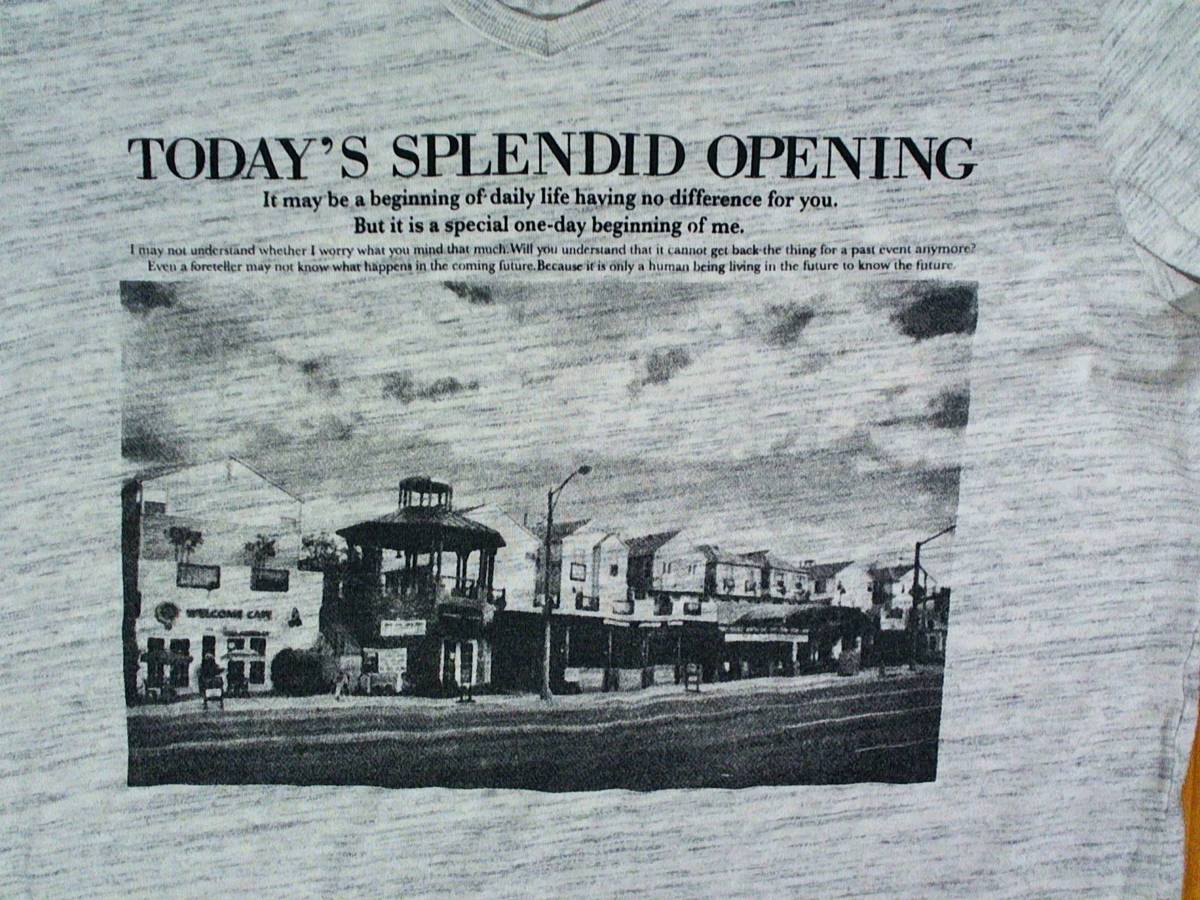 TODAY'S SPLENDID OPENING
It may be a beginning of daily life having no difference for you.
But it is a special one-day beginning of me.
I may not understand whether I worry what you mind that much.Will you understand that it cannot get back the thing for a past event anymore?
Even a foreteller may not know what happens in the coming future.Because it is only a human being living in the future to know the future.
WELCOME CAFE